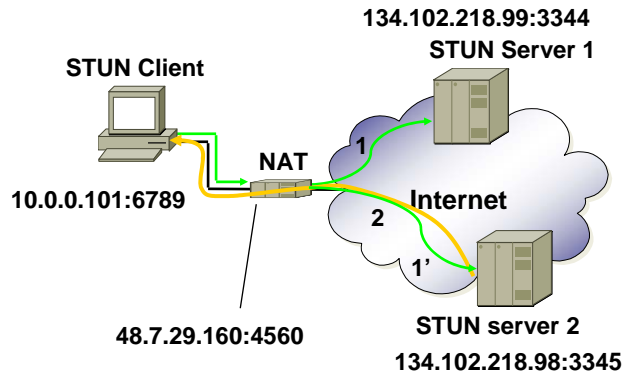 134.102.218.99:3344
STUN Server 1
STUN Client
1
NAT
10.0.0.101:6789
Internet
2
1’
48.7.29.160:4560
STUN server 2
134.102.218.98:3345